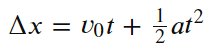 Δx = v₀t + ½at²